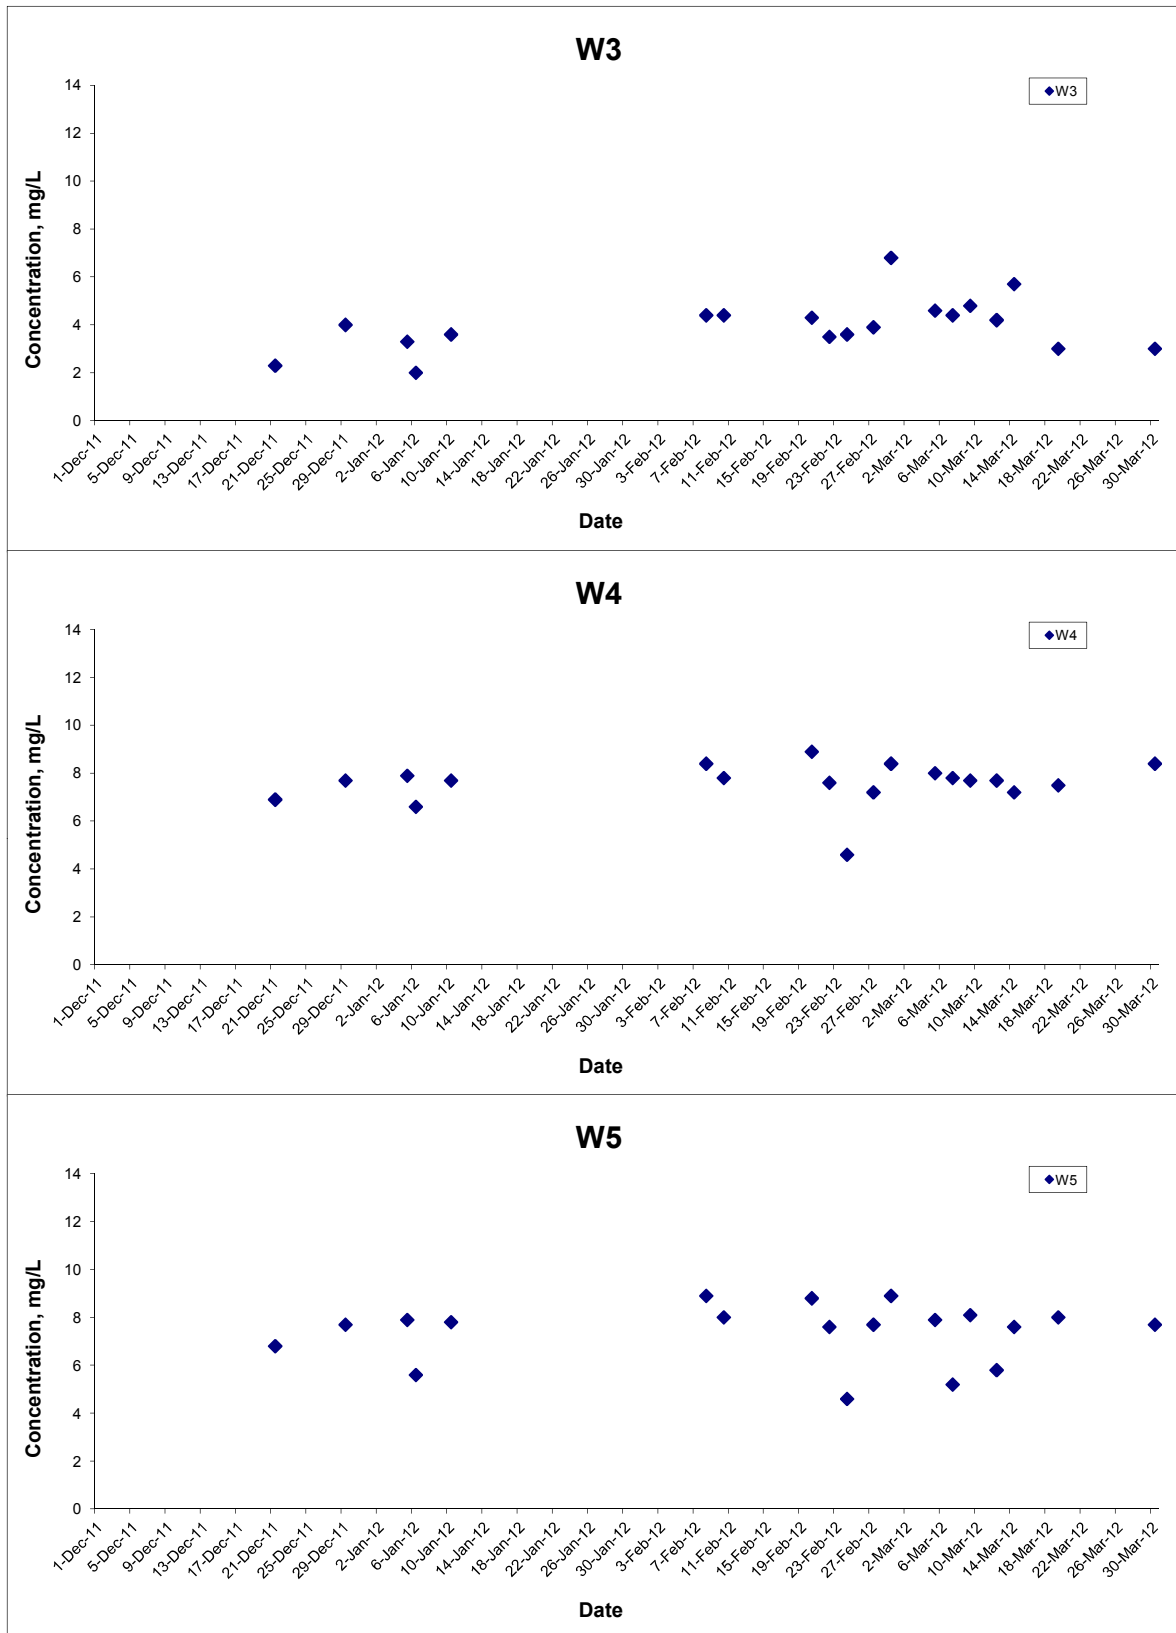 W3
W3
14
12
10
8
6
4
2
0
Concentration, mg/L
1-Dec-11 5-Dec-11 9-Dec-11 13-Dec-11 17-Dec-11 21-Dec-11 25-Dec-11 29-Dec-11 2-Jan-12 6-Jan-12 10-Jan-12 14-Jan-12 18-Jan-12 22-Jan-12 26-Jan-12 30-Jan-12 3-Feb-12 7-Feb-12 11-Feb-12 15-Feb-12 19-Feb-12 23-Feb-12 27-Feb-12 2-Mar-12 6-Mar-12 10-Mar-12 14-Mar-12 18-Mar-12 22-Mar-12 26-Mar-12 30-Mar-12
Date
W4
W4
14
12
10
8
6
4
2
0
Concentration, mg/L
1-Dec-11 5-Dec-11 9-Dec-11 13-Dec-11 17-Dec-11 21-Dec-11 25-Dec-11 29-Dec-11 2-Jan-12 6-Jan-12 10-Jan-12 14-Jan-12 18-Jan-12 22-Jan-12 26-Jan-12 30-Jan-12 3-Feb-12 7-Feb-12 11-Feb-12 15-Feb-12 19-Feb-12 23-Feb-12 27-Feb-12 2-Mar-12 6-Mar-12 10-Mar-12 14-Mar-12 18-Mar-12 22-Mar-12 26-Mar-12 30-Mar-12
Date
W5
W5
14
12
10
8
6
4
2
0
Concentration, mg/L
1-Dec-11 5-Dec-11 9-Dec-11 13-Dec-11 17-Dec-11 21-Dec-11 25-Dec-11 29-Dec-11 2-Jan-12 6-Jan-12 10-Jan-12 14-Jan-12 18-Jan-12 22-Jan-12 26-Jan-12 30-Jan-12 3-Feb-12 7-Feb-12 11-Feb-12 15-Feb-12 19-Feb-12 23-Feb-12 27-Feb-12 2-Mar-12 6-Mar-12 10-Mar-12 14-Mar-12 18-Mar-12 22-Mar-12 26-Mar-12 30-Mar-12
Date